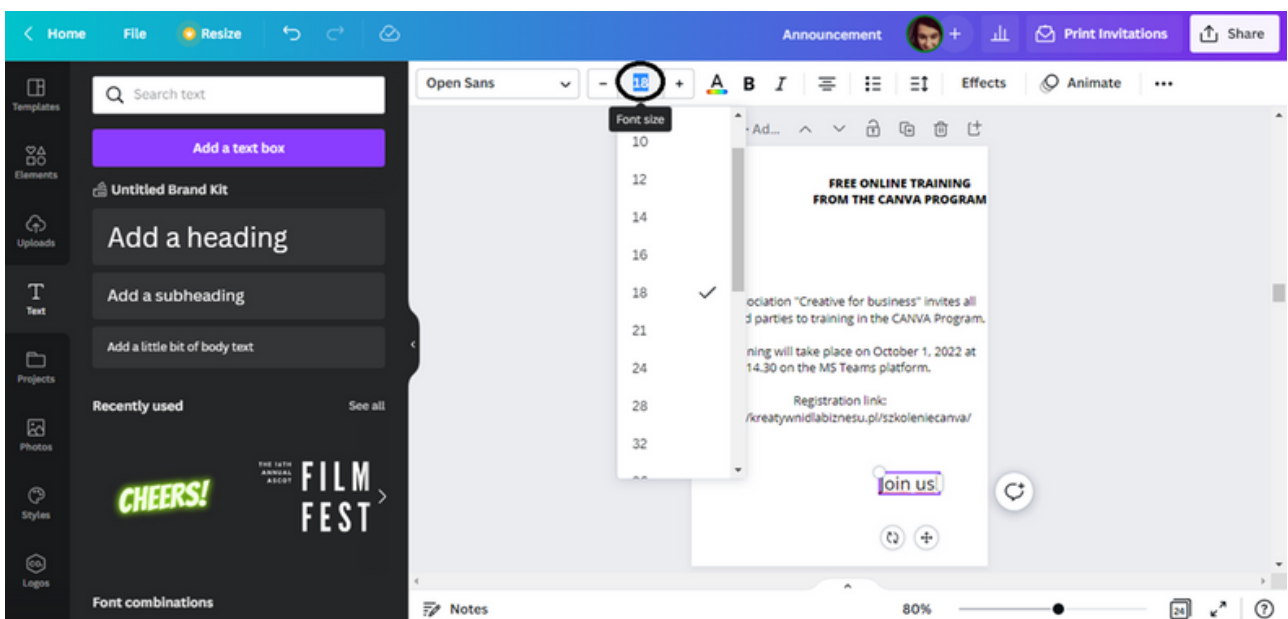 Home File Resize
Announcement + Print Invitations Share
Templates
Elements
Uploads
Text
Projects
Photos
Styles
CO.
Logos
Search text
Add a text box
Untitled Brand Kit
Add a heading
Add a subheading
Add a little bit of body text
Recently used See all
CHEERS!
THE 14TH
ANNUAL
ASCOT
FILM
FEST
Font combinations
Open Sans – 18 + A B I Effects Animate •••
Font size
10
12
14
16
18
21
24
28
32
- Ad...
FREE ONLINE TRAINING
FROM THE CANVA PROGRAM
ociation "Creative for business" invites all
d parties to training in the CANVA Program.
ning will take place on October 1, 2022 at
14.30 on the MS Teams platform.
Registration link:
/kreatywnidlabiznesu.pl/szkoleniecanva/
Join us!
Notes 80% 24 ?